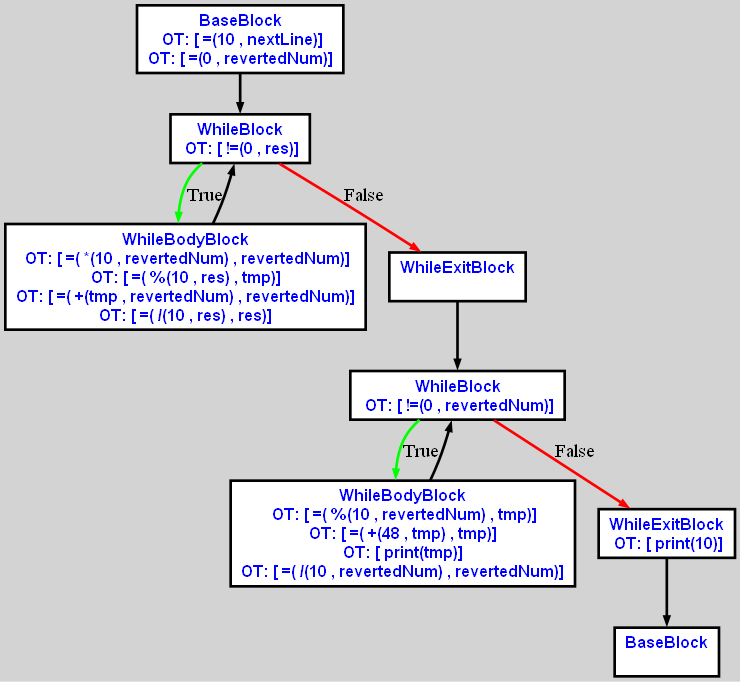 BaseBlock
OT: [ =(10 , nextLine)]
OT: [ =(0 , revertedNum)]
WhileBlock
OT: [ !=(0 , res)]
True
False
WhileBodyBlock
OT: [ =( *(10 , revertedNum) , revertedNum)]
OT: [ =( %(10 , res) , tmp)]
OT: [ =( +(tmp , revertedNum) , revertedNum)]
OT: [ =( /(10 , res) , res)]
WhileExitBlock
WhileBlock
OT: [ !=(0 , revertedNum)]
True
False
WhileBodyBlock
OT: [ =( %(10 , revertedNum) , tmp)]
OT: [ =( +(48 , tmp) , tmp)]
OT: [ print(tmp)]
OT: [ =( /(10 , revertedNum) , revertedNum)]
WhileExitBlock
OT: [ print(10)]
BaseBlock